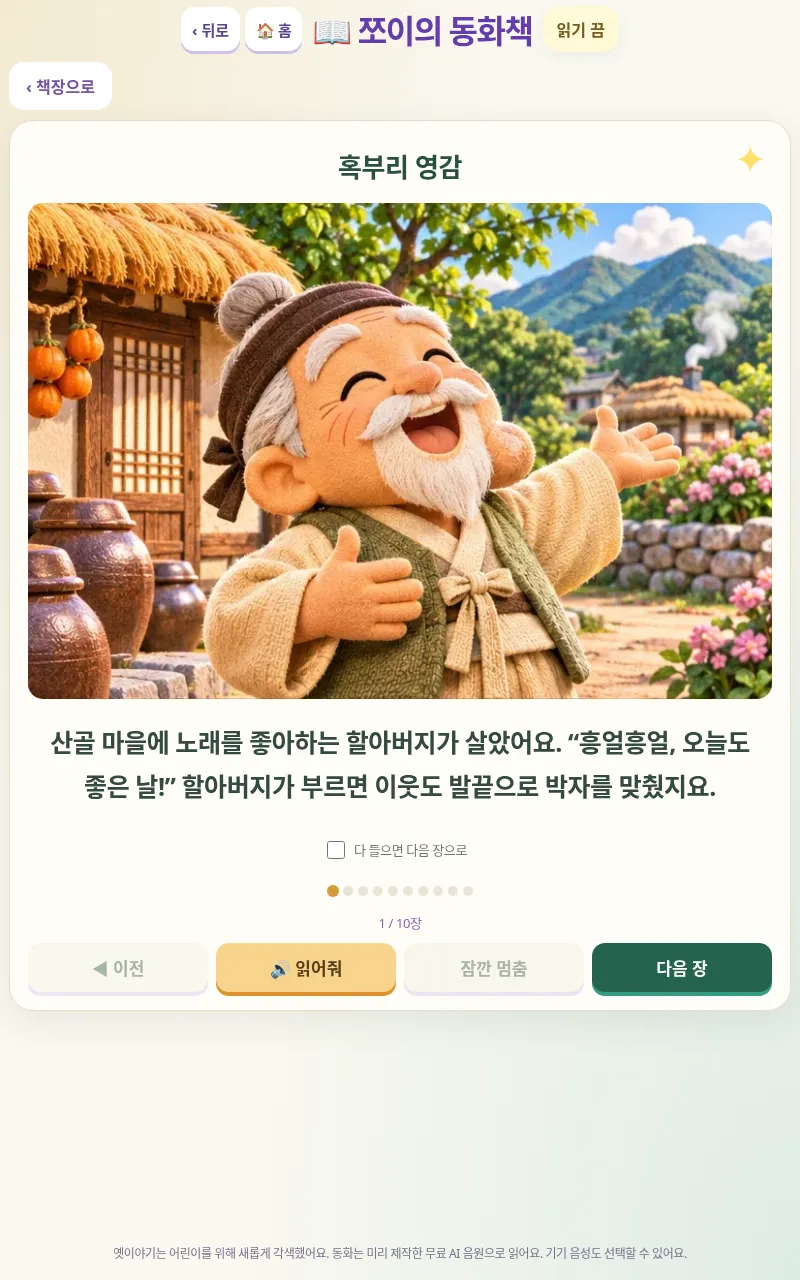 ‹ 뒤로
🏠 홈
📖 쪼이의 동화책
읽기 끔
‹ 책장으로
혹부리 영감
산골 마을에 노래를 좋아하는 할아버지가 살았어요. “흥얼흥얼, 오늘도
좋은 날!” 할아버지가 부르면 이웃도 발끝으로 박자를 맞췄지요.
다 들으면 다음 장으로
1 / 10장
◀ 이전
🔊 읽어줘
잠깐 멈춤
다음 장
옛이야기는 어린이를 위해 새롭게 각색했어요. 동화는 미리 제작한 무료 AI 음원으로 읽어요. 기기 음성도 선택할 수 있어요.